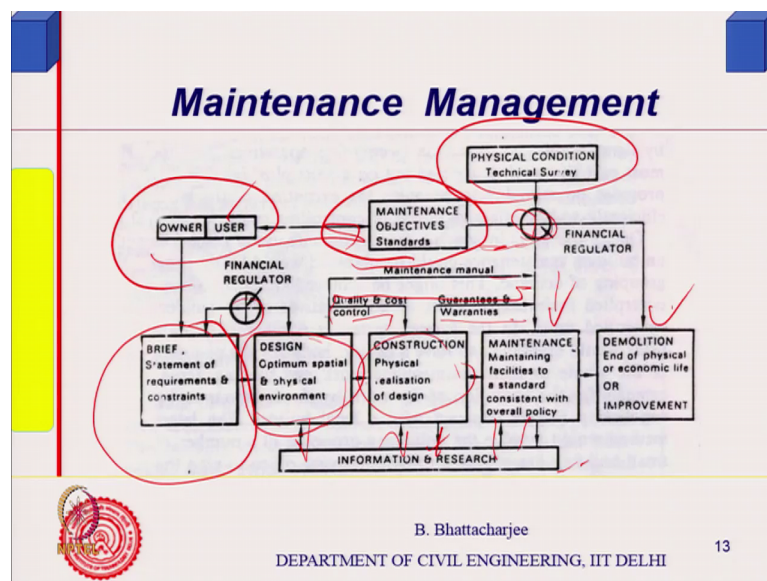 Maintenance Management
PHYSICAL CONDITION
Technical Survey
OWNER USER
MAINTENANCE
OBJECTIVES
Standards
FINANCIAL
REGULATOR
FINANCIAL
REGULATOR
Maintenance manual
Quality & cost
control
Guarantees &
Warranties
BRIEF.
Statement of
requirements &
constraints
DESIGN
Optimum spatial
& physical
environment
CONSTRUCTION
Physical
realisation
of design
MAINTENANCE
Maintaining
facilities to
a standard
consistent with
overall policy
DEMOLITION
End of physical
or economic life
OR
IMPROVEMENT
INFORMATION & RESEARCH
NPTEL
B. Bhattacharjee
DEPARTMENT OF CIVIL ENGINEERING, IIT DELHI
13